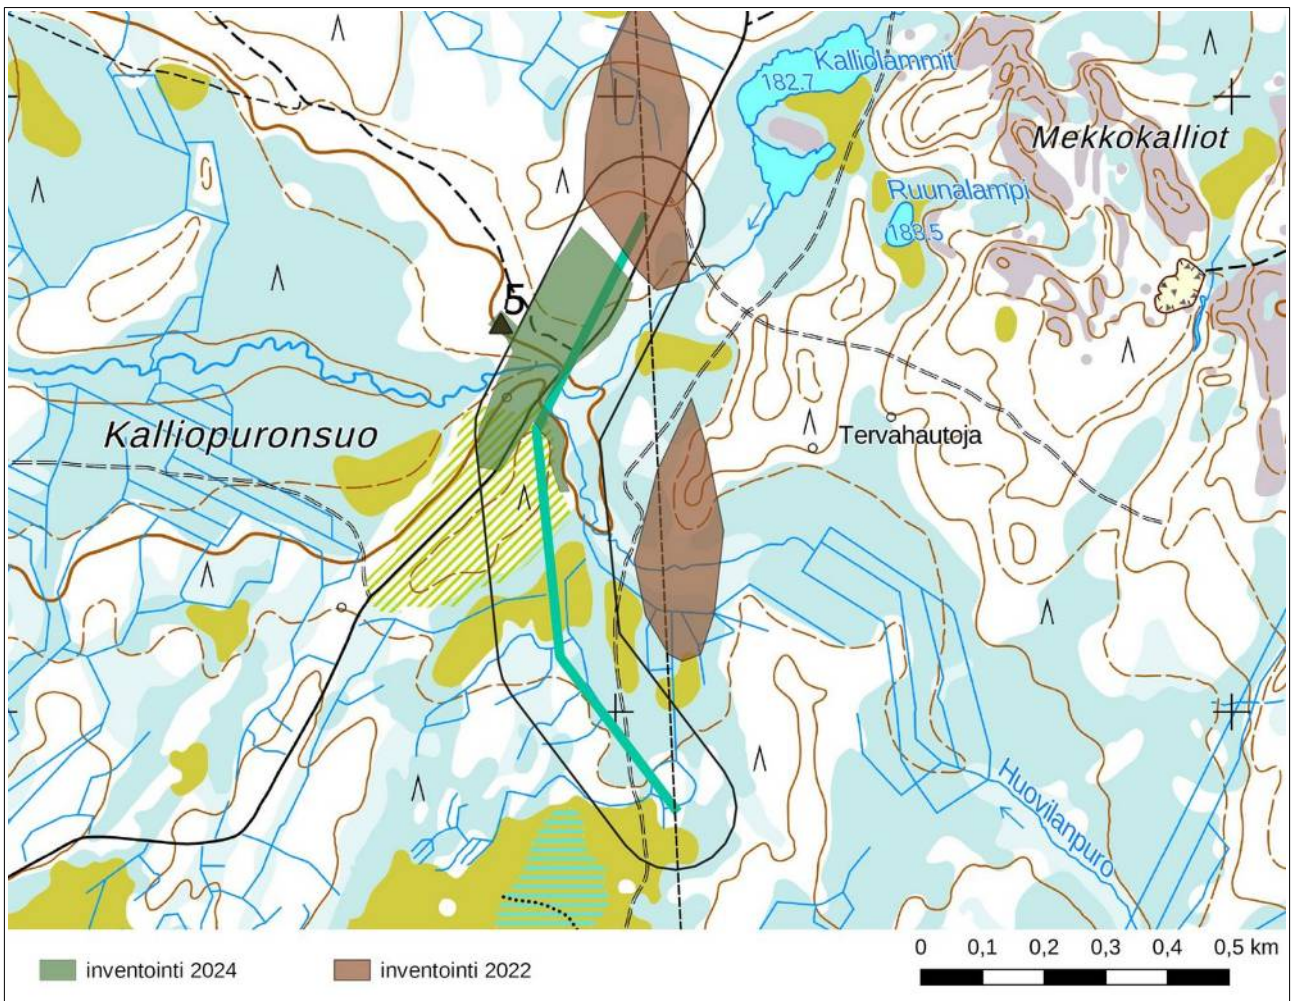 Kalliolammit
182.7
Mekkokalliot
Ruunalampi
183.5
5
Kalliopuronsuo
Tervahautoja
Huovilanpuro
inventointi 2024
inventointi 2022
0 0,1 0,2 0,3 0,4 0,5 km